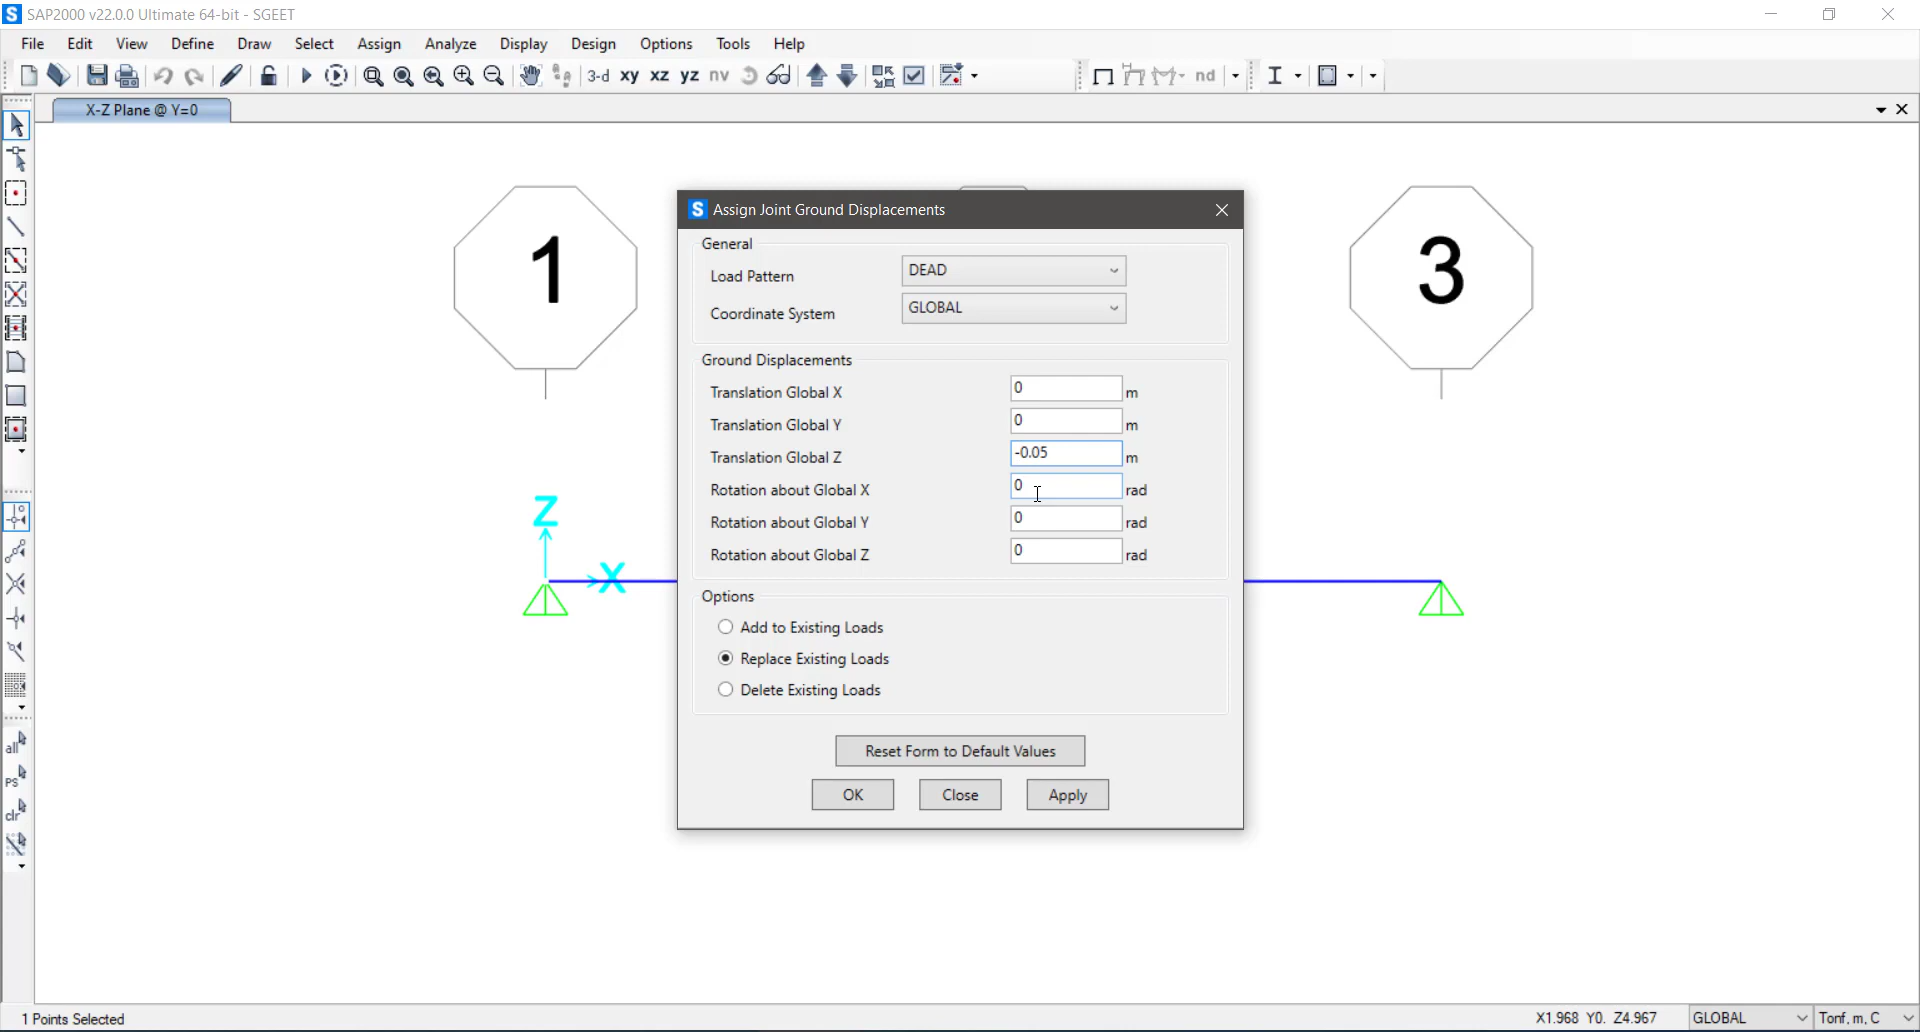 S SAP2000 v22.0.0 Ultimate 64-bit - SGEET
File Edit View Define Draw Select Assign Analyze Display Design Options Tools Help
3-d xy xz yz nv nd
X-Z Plane @ Y=0
1
3
S Assign Joint Ground Displacements
General
Load Pattern DEAD
Coordinate System GLOBAL
Ground Displacements
Translation Global X 0 m
Translation Global Y 0 m
Translation Global Z -0.05 m
Rotation about Global X 0 rad
Rotation about Global Y 0 rad
Rotation about Global Z 0 rad
Z
X
Options
Add to Existing Loads
Replace Existing Loads
Delete Existing Loads
Reset Form to Default Values
OK Close Apply
all
PS
clr
1 Points Selected X1.968 Y0. Z4.967 GLOBAL Tonf, m, C